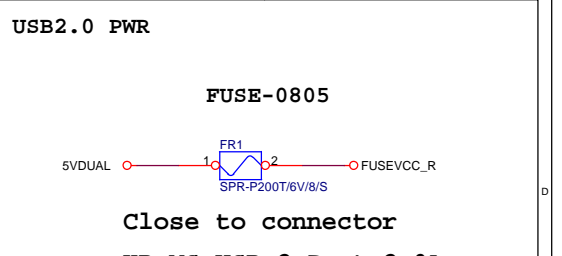 USB2.0 PWR
FUSE-0805
FR1
5VDUAL 1 2 FUSEVCC_R
SPR-P200T/6V/8/S
D
Close to connector